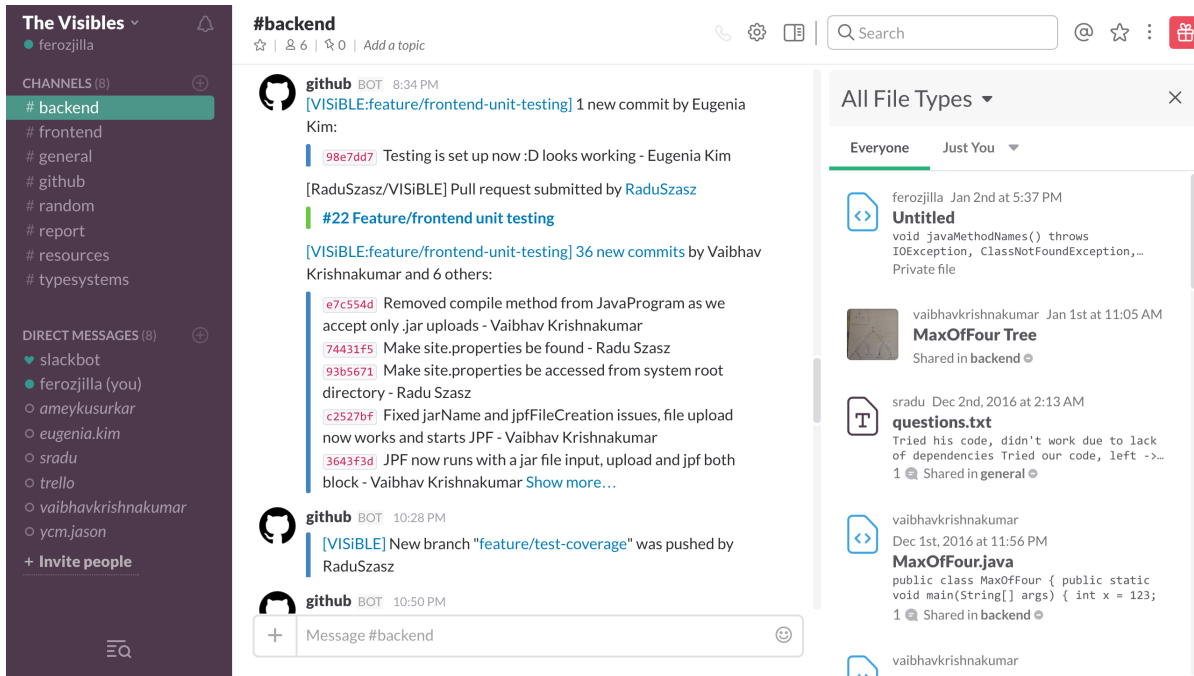 The Visibles
ferozjilla
CHANNELS (8)
# backend
# frontend
# general
# github
# random
# report
# resources
# typesystems
DIRECT MESSAGES (8)
slackbot
ferozjilla (you)
ameykusurkar
eugenia.kim
sradu
trello
vaibhavkrishnakumar
ycm.jason
+ Invite people
#backend
6 | 0 | Add a topic
Search
github BOT 8:34 PM
[VISiBLE:feature/frontend-unit-testing] 1 new commit by Eugenia
Kim:
98e7dd7 Testing is set up now :D looks working - Eugenia Kim
[RaduSzasz/VISiBLE] Pull request submitted by RaduSzasz
#22 Feature/frontend unit testing
[VISiBLE:feature/frontend-unit-testing] 36 new commits by Vaibhav
Krishnakumar and 6 others:
e7c554d Removed compile method from JavaProgram as we
accept only .jar uploads - Vaibhav Krishnakumar
74431f5 Make site.properties be found - Radu Szasz
93b5671 Make site.properties be accessed from system root
directory - Radu Szasz
c2527bf Fixed jarName and jpfFileCreation issues, file upload
now works and starts JPF - Vaibhav Krishnakumar
3643f3d JPF now runs with a jar file input, upload and jpf both
block - Vaibhav Krishnakumar Show more…
github BOT 10:28 PM
[VISiBLE] New branch "feature/test-coverage" was pushed by
RaduSzasz
github BOT 10:50 PM
Message #backend
All File Types
Everyone Just You
ferozjilla Jan 2nd at 5:37 PM
Untitled
void javaMethodNames() throws
IOException, ClassNotFoundException,…
Private file
vaibhavkrishnakumar Jan 1st at 11:05 AM
MaxOfFour Tree
Shared in backend
sradu Dec 2nd, 2016 at 2:13 AM
questions.txt
Tried his code, didn't work due to lack
of dependencies Tried our code, left ->…
1 Shared in general
vaibhavkrishnakumar
Dec 1st, 2016 at 11:56 PM
MaxOfFour.java
public class MaxOfFour { public static
void main(String[] args) { int x = 123;
1 Shared in backend
vaibhavkrishnakumar